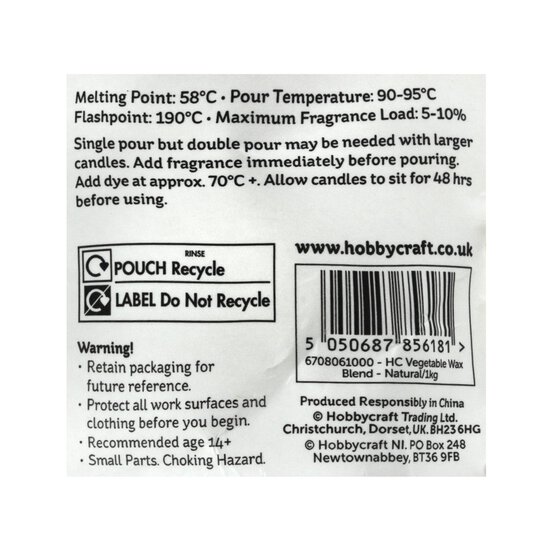 Melting Point: 58°C • Pour Temperature: 90-95°C
Flashpoint: 190°C • Maximum Fragrance Load: 5-10%
Single pour but double pour may be needed with larger
candles. Add fragrance immediately before pouring.
Add dye at approx. 70°C +. Allow candles to sit for 48 hrs
before using.
RINSE
POUCH Recycle
LABEL Do Not Recycle
Warning!
• Retain packaging for
future reference.
• Protect all work surfaces and
clothing before you begin.
• Recommended age 14+
• Small Parts. Choking Hazard.
www.hobbycraft.co.uk
5 050687 856181 >
6708061000 - HC Vegetable Wax
Blend - Natural/1kg
Produced Responsibly in China
© Hobbycraft Trading Ltd.
Christchurch, Dorset, UK. BH23 6HG
© Hobbycraft NI. PO Box 248
Newtownabbey, BT36 9FB